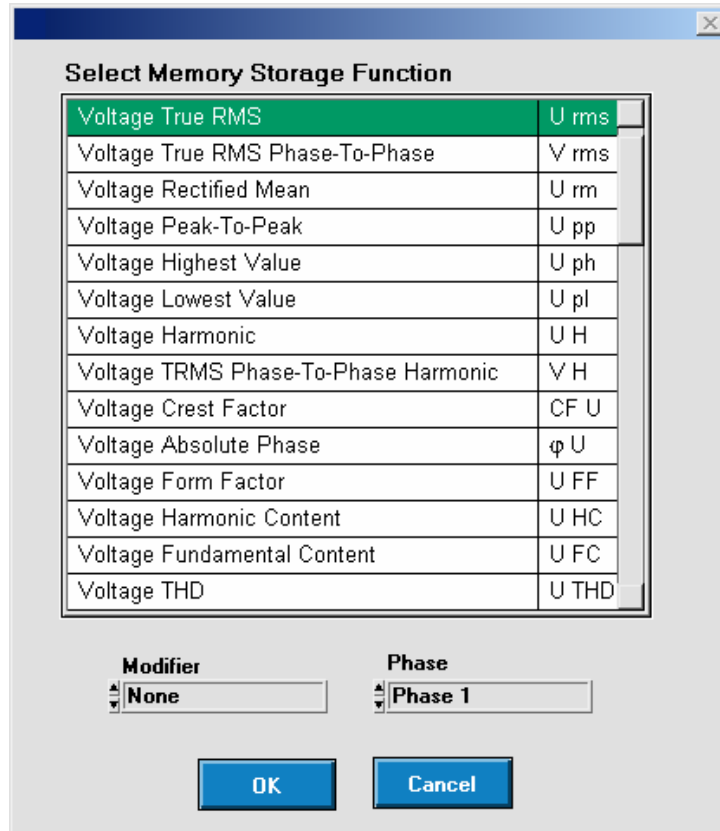 Select Memory Storage Function
Voltage True RMS U rms
Voltage True RMS Phase-To-Phase V rms
Voltage Rectified Mean U rm
Voltage Peak-To-Peak U pp
Voltage Highest Value U ph
Voltage Lowest Value U pl
Voltage Harmonic U H
Voltage TRMS Phase-To-Phase Harmonic V H
Voltage Crest Factor CF U
Voltage Absolute Phase φ U
Voltage Form Factor U FF
Voltage Harmonic Content U HC
Voltage Fundamental Content U FC
Voltage THD U THD
Modifier Phase
None Phase 1
OK Cancel